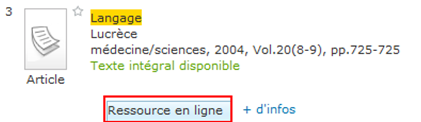 3
Langage
Lucrèce
médecine/sciences, 2004, Vol.20(8-9), pp.725-725
Texte intégral disponible
Article
Ressource en ligne + d'infos